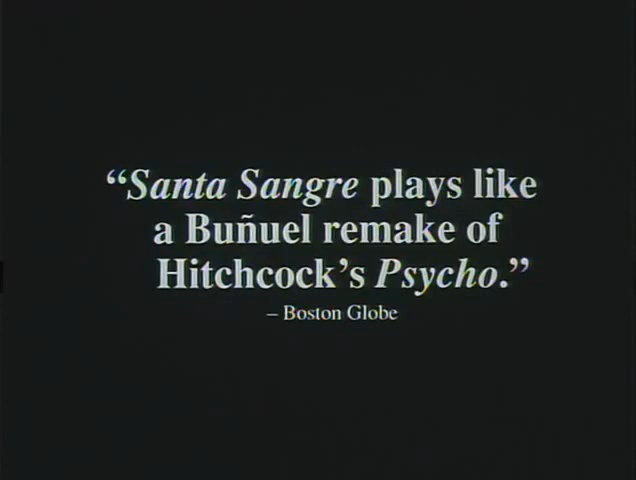 “Santa Sangre plays like
a Buñuel remake of
Hitchcock’s Psycho.”
– Boston Globe